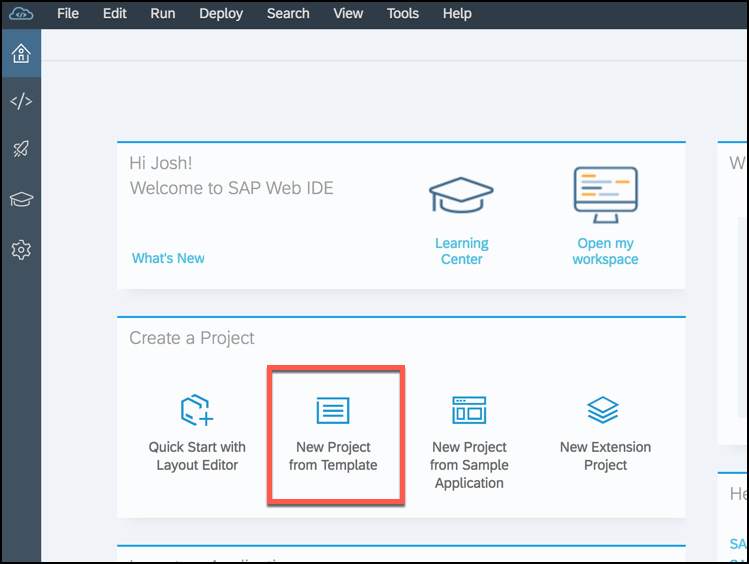 File Edit Run Deploy Search View Tools Help
Hi Josh!
Welcome to SAP Web IDE
What's New
Learning
Center
Open my
workspace
W
Create a Project
Quick Start with
Layout Editor
New Project
from Template
New Project
from Sample
Application
New Extension
Project
He
SA